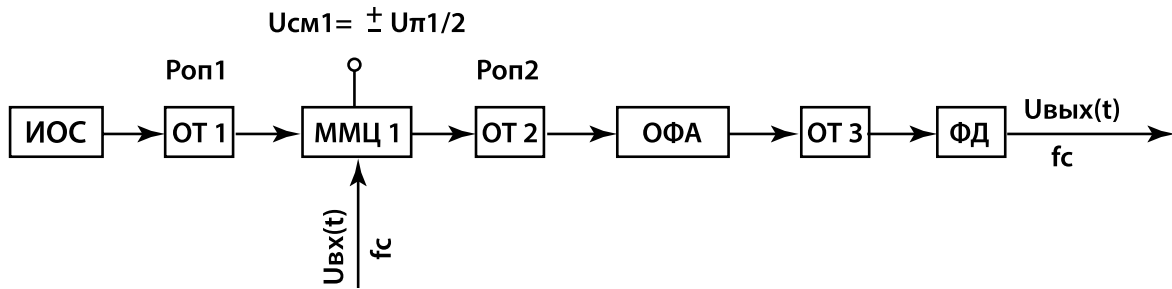 Uсм1= ± Uп1/2
Pоп1
Pоп2
ИОС
ОТ 1
ММЦ 1
ОТ 2
ОФА
ОТ 3
ФД
Uвых(t)
fc
Uвх(t)
fc